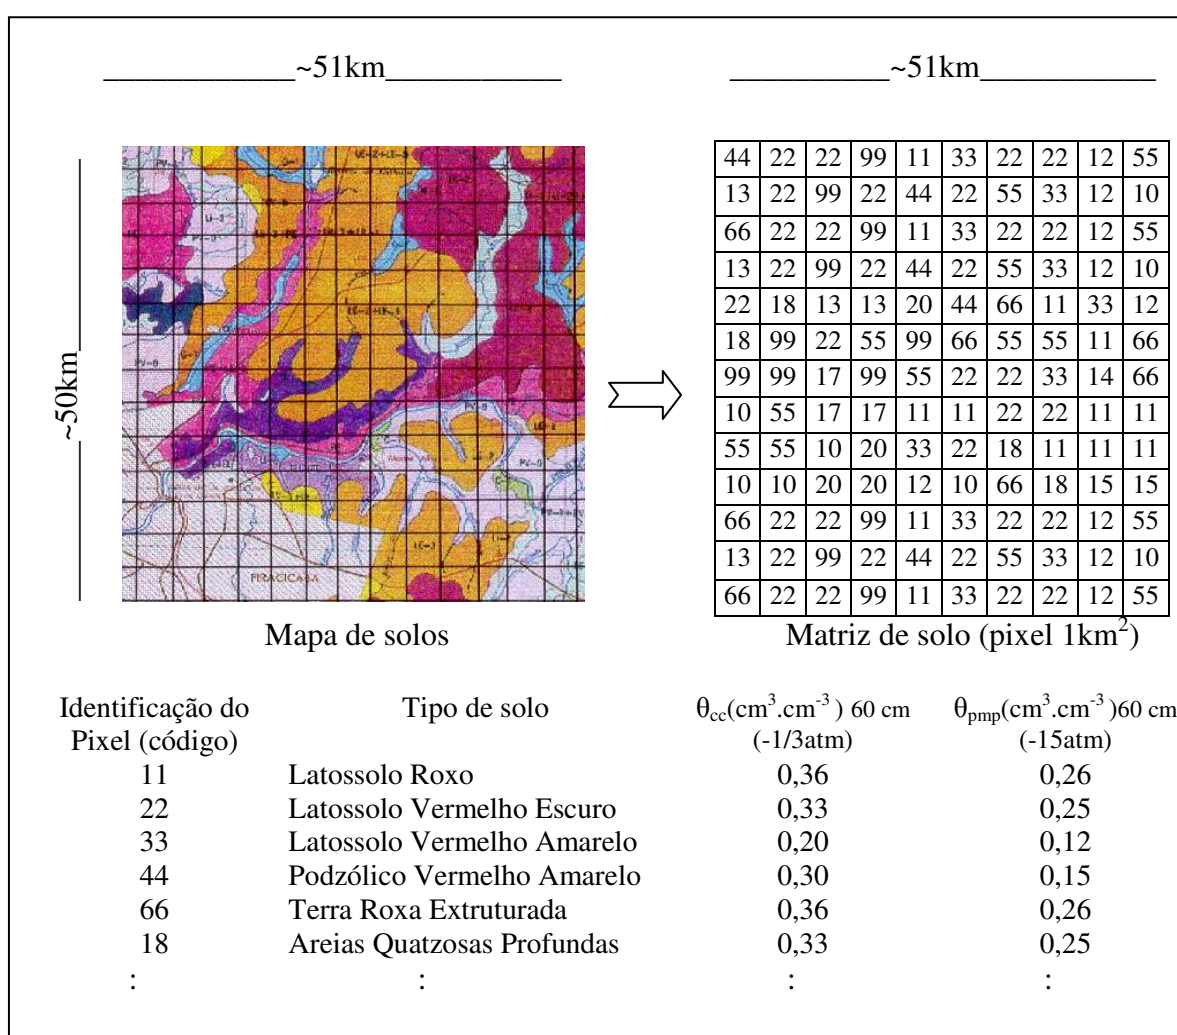 ~51km
~51km
~50km
PIRACICABA
44 22 22 99 11 33 22 22 12 55
13 22 99 22 44 22 55 33 12 10
66 22 22 99 11 33 22 22 12 55
13 22 99 22 44 22 55 33 12 10
22 18 13 13 20 44 66 11 33 12
18 99 22 55 99 66 55 55 11 66
99 99 17 99 55 22 22 33 14 66
10 55 17 17 11 11 22 22 11 11
55 55 10 20 33 22 18 11 11 11
10 10 20 20 12 10 66 18 15 15
66 22 22 99 11 33 22 22 12 55
13 22 99 22 44 22 55 33 12 10
66 22 22 99 11 33 22 22 12 55
Mapa de solos
Matriz de solo (pixel 1km²)
Identificação do Tipo de solo θcc(cm³.cm⁻³ ) 60 cm θpmp(cm³.cm⁻³)60 cm
Pixel (código) (-1/3atm) (-15atm)
11 Latossolo Roxo 0,36 0,26
22 Latossolo Vermelho Escuro 0,33 0,25
33 Latossolo Vermelho Amarelo 0,20 0,12
44 Podzólico Vermelho Amarelo 0,30 0,15
66 Terra Roxa Extruturada 0,36 0,26
18 Areias Quatzosas Profundas 0,33 0,25
: : : :